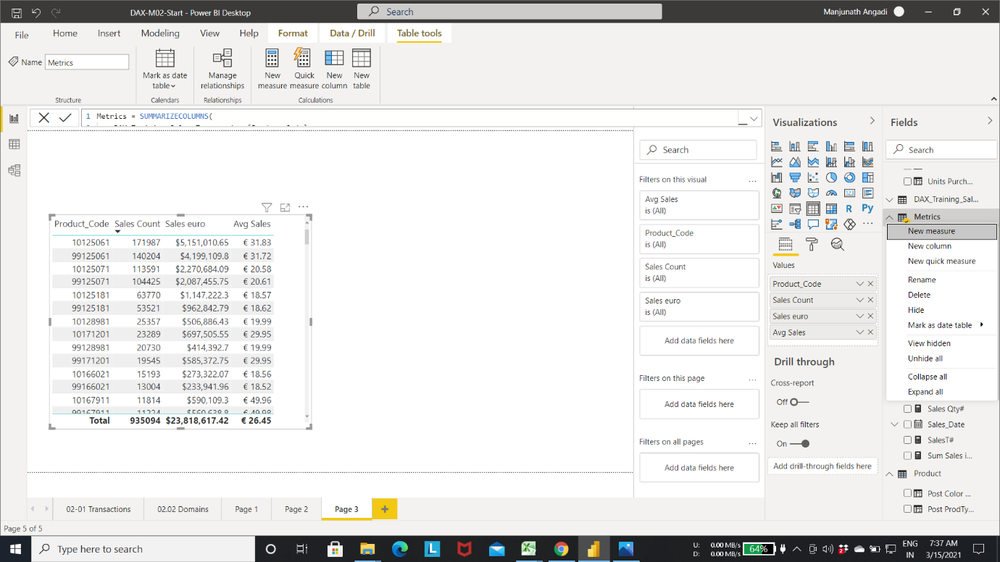 DAX-M02-Start - Power BI Desktop
Search
Manjunath Angadi
File
Home
Insert
Modeling
View
Help
Format
Data / Drill
Table tools
Name
Metrics
Mark as date
table
Manage
relationships
New
measure
Quick
measure
New
column
New
table
Structure
Calendars
Relationships
Calculations
1 Metrics = SUMMARIZECOLUMNS(
Product_Code Sales Count Sales euro Avg Sales
10125061 171987 $5,151,010.65 € 31.83
99125061 140204 $4,199,109.8 € 31.72
10125071 113591 $2,270,684.09 € 20.58
99125071 104425 $2,087,455.75 € 20.61
10125181 63770 $1,147,222.3 € 18.57
99125181 53521 $962,842.79 € 18.62
10128981 25357 $506,886.43 € 19.99
10171201 23289 $697,505.55 € 29.95
99128981 20730 $414,392.7 € 19.99
99171201 19545 $585,372.75 € 29.95
10166021 15193 $273,322.07 € 18.56
99166021 13004 $233,941.96 € 18.52
10167911 11814 $590,109.3 € 49.96
99167911 11224 $560,638.8 € 49.98
Total 935094 $23,818,617.42 € 26.45
Search
Filters on this visual
...
Avg Sales
is (All)
Product_Code
is (All)
Sales Count
is (All)
Sales euro
is (All)
Add data fields here
Filters on this page
...
Add data fields here
Filters on all pages
...
Add data fields here
Visualizations
R
Py
123
...
Values
Product_Code
Sales Count
Sales euro
Avg Sales
Drill through
Cross-report
Off
Keep all filters
On
Add drill-through fields here
Fields
Search
Units Purch...
DAX_Training_Sal...
Metrics
New measure
New column
New quick measure
Rename
Delete
Hide
Mark as date table
View hidden
Unhide all
Collapse all
Expand all
Sales Qty#
Sales_Date
SalesT#
Sum Sales i...
Product
Post Color ...
Post ProdTy...
02-01 Transactions
02.02 Domains
Page 1
Page 2
Page 3
+
Page 5 of 5
Type here to search
L
U: 0.00 MB/s
D: 0.00 MB/s
64%
2
ENG
IN
7:37 AM
3/15/2021